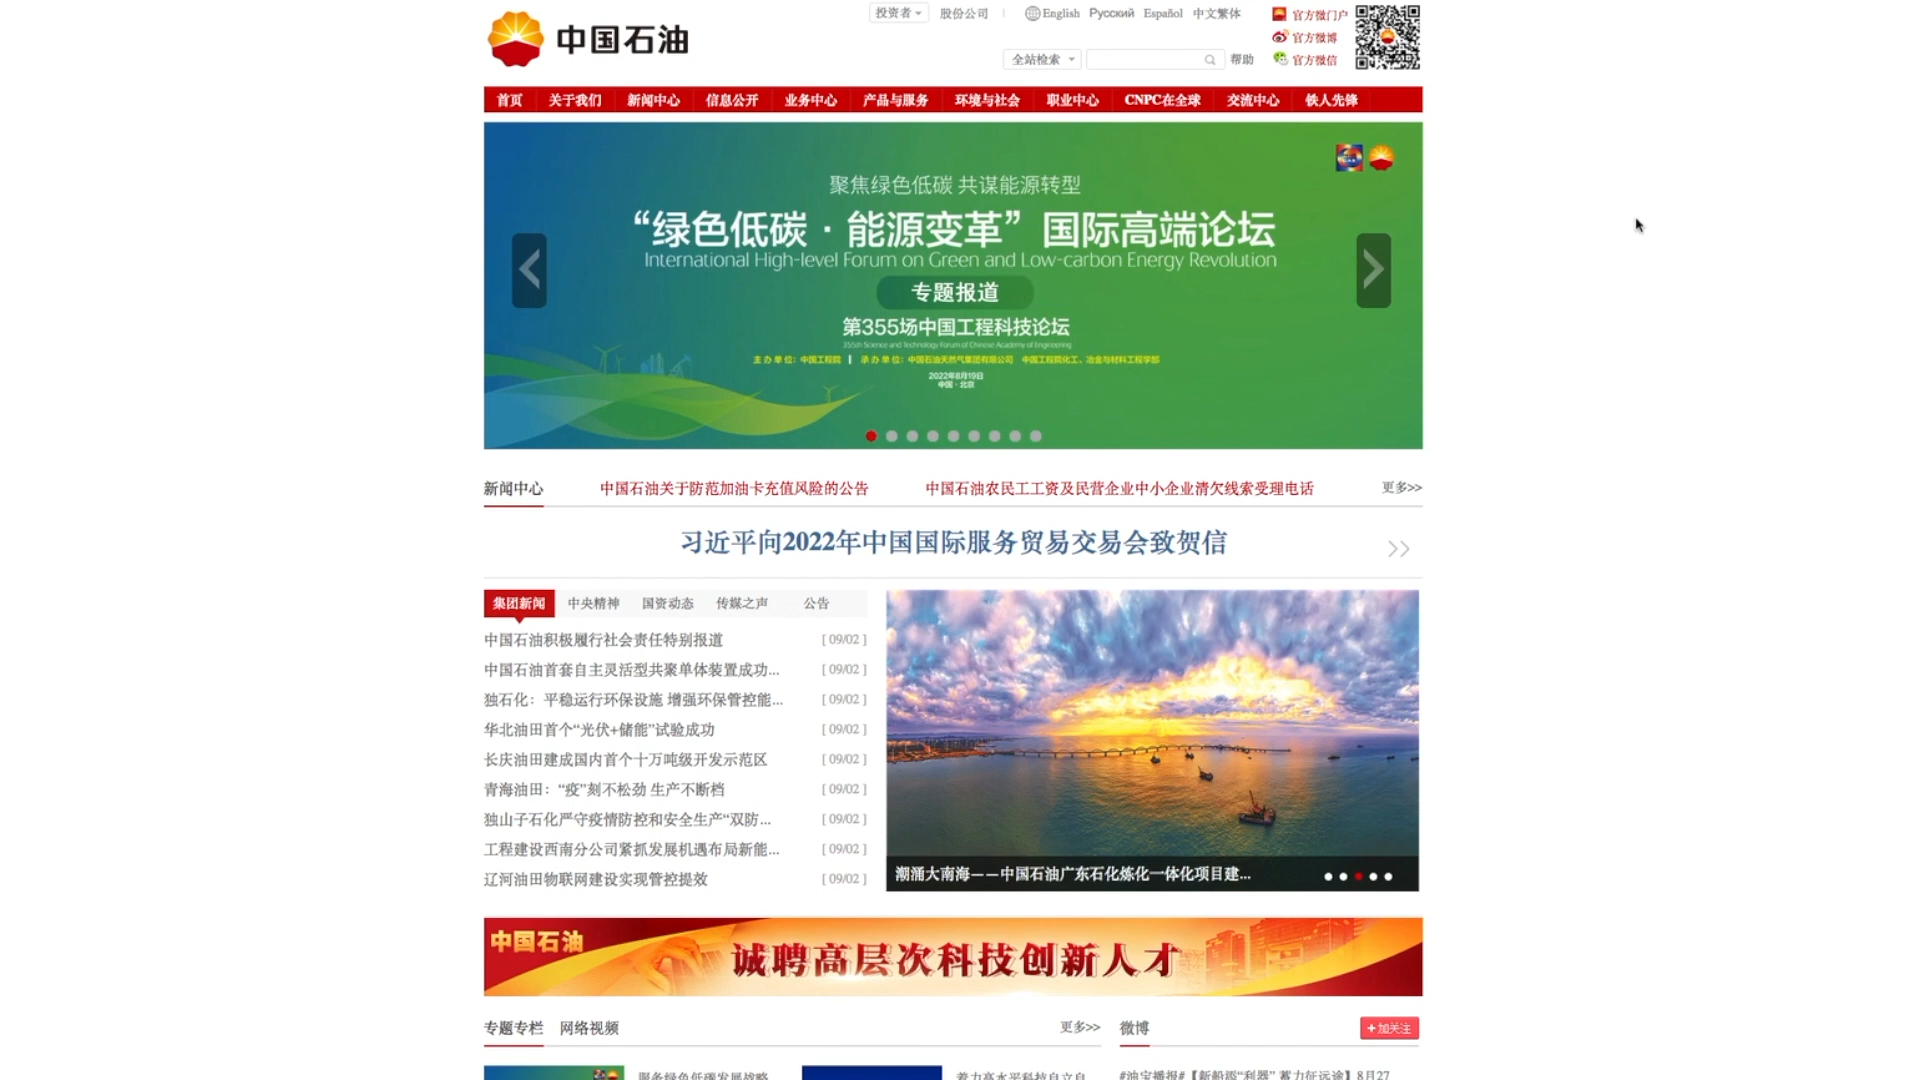 中国石油
投资者
股份公司
English
Русский
Español
中文繁体
官方微门户
官方微博
官方微信
全站检索
帮助
首页 关于我们 新闻中心 信息公开 业务中心 产品与服务 环境与社会 职业中心 CNPC在全球 交流中心 铁人先锋
聚焦绿色低碳 共谋能源转型
“绿色低碳·能源变革”国际高端论坛
International High-level Forum on Green and Low-carbon Energy Revolution
专题报道
第355场中国工程科技论坛
355th Science and Technology Forum of Chinese Academy of Engineering
主办单位：中国工程院 | 承办单位：中国石油天然气集团有限公司 中国工程院化工、冶金与材料工程学部
2022年8月19日
中国·北京
新闻中心 中国石油关于防范加油卡充值风险的公告 中国石油农民工工资及民营企业中小企业清欠线索受理电话 更多>>
习近平向2022年中国国际服务贸易交易会致贺信
集团新闻 中央精神 国资动态 传媒之声 公告
中国石油积极履行社会责任特别报道 [ 09/02 ]
中国石油首套自主灵活型共聚单体装置成功... [ 09/02 ]
独石化：平稳运行环保设施 增强环保管控能... [ 09/02 ]
华北油田首个“光伏+储能”试验成功 [ 09/02 ]
长庆油田建成国内首个十万吨级开发示范区 [ 09/02 ]
青海油田：“疫”刻不松劲 生产不断档 [ 09/02 ]
独山子石化严守疫情防控和安全生产“双防... [ 09/02 ]
工程建设西南分公司紧抓发展机遇布局新能... [ 09/02 ]
辽河油田物联网建设实现管控提效 [ 09/02 ]
潮涌大南海——中国石油广东石化炼化一体化项目建...
中国石油
诚聘高层次科技创新人才
专题专栏 网络视频 更多>>
微博 +加关注
聚务绿色低碳发展战略
着力高水平科技自立自
#油宝播报#【新船添“利器” 蓄力征远途】8月27